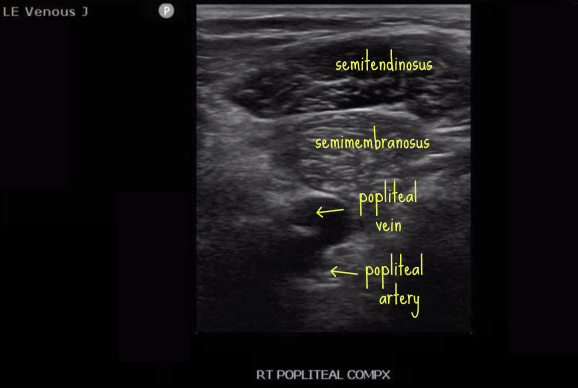 LE Venous J
P
semitendinosus
semimembranosus
popliteal
vein
popliteal
artery
RT POPLITEAL COMPX